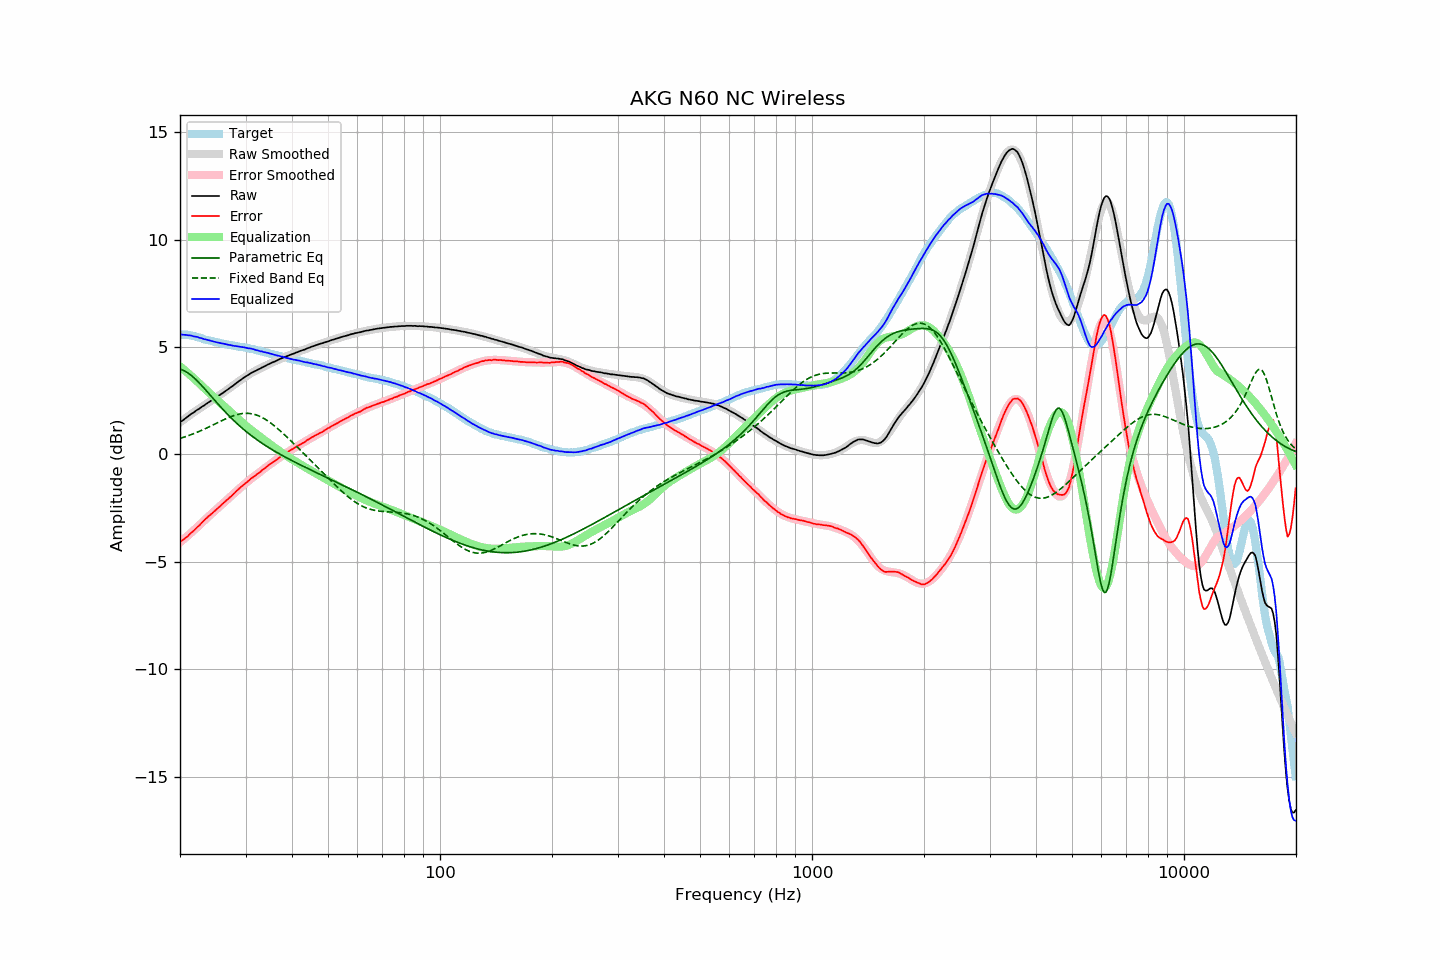 AKG N60 NC Wireless
15
10
5
0
−5
−10
−15
Amplitude (dBr)
Target
Raw Smoothed
Error Smoothed
Raw
Error
Equalization
Parametric Eq
Fixed Band Eq
Equalized
100
1000
10000
Frequency (Hz)